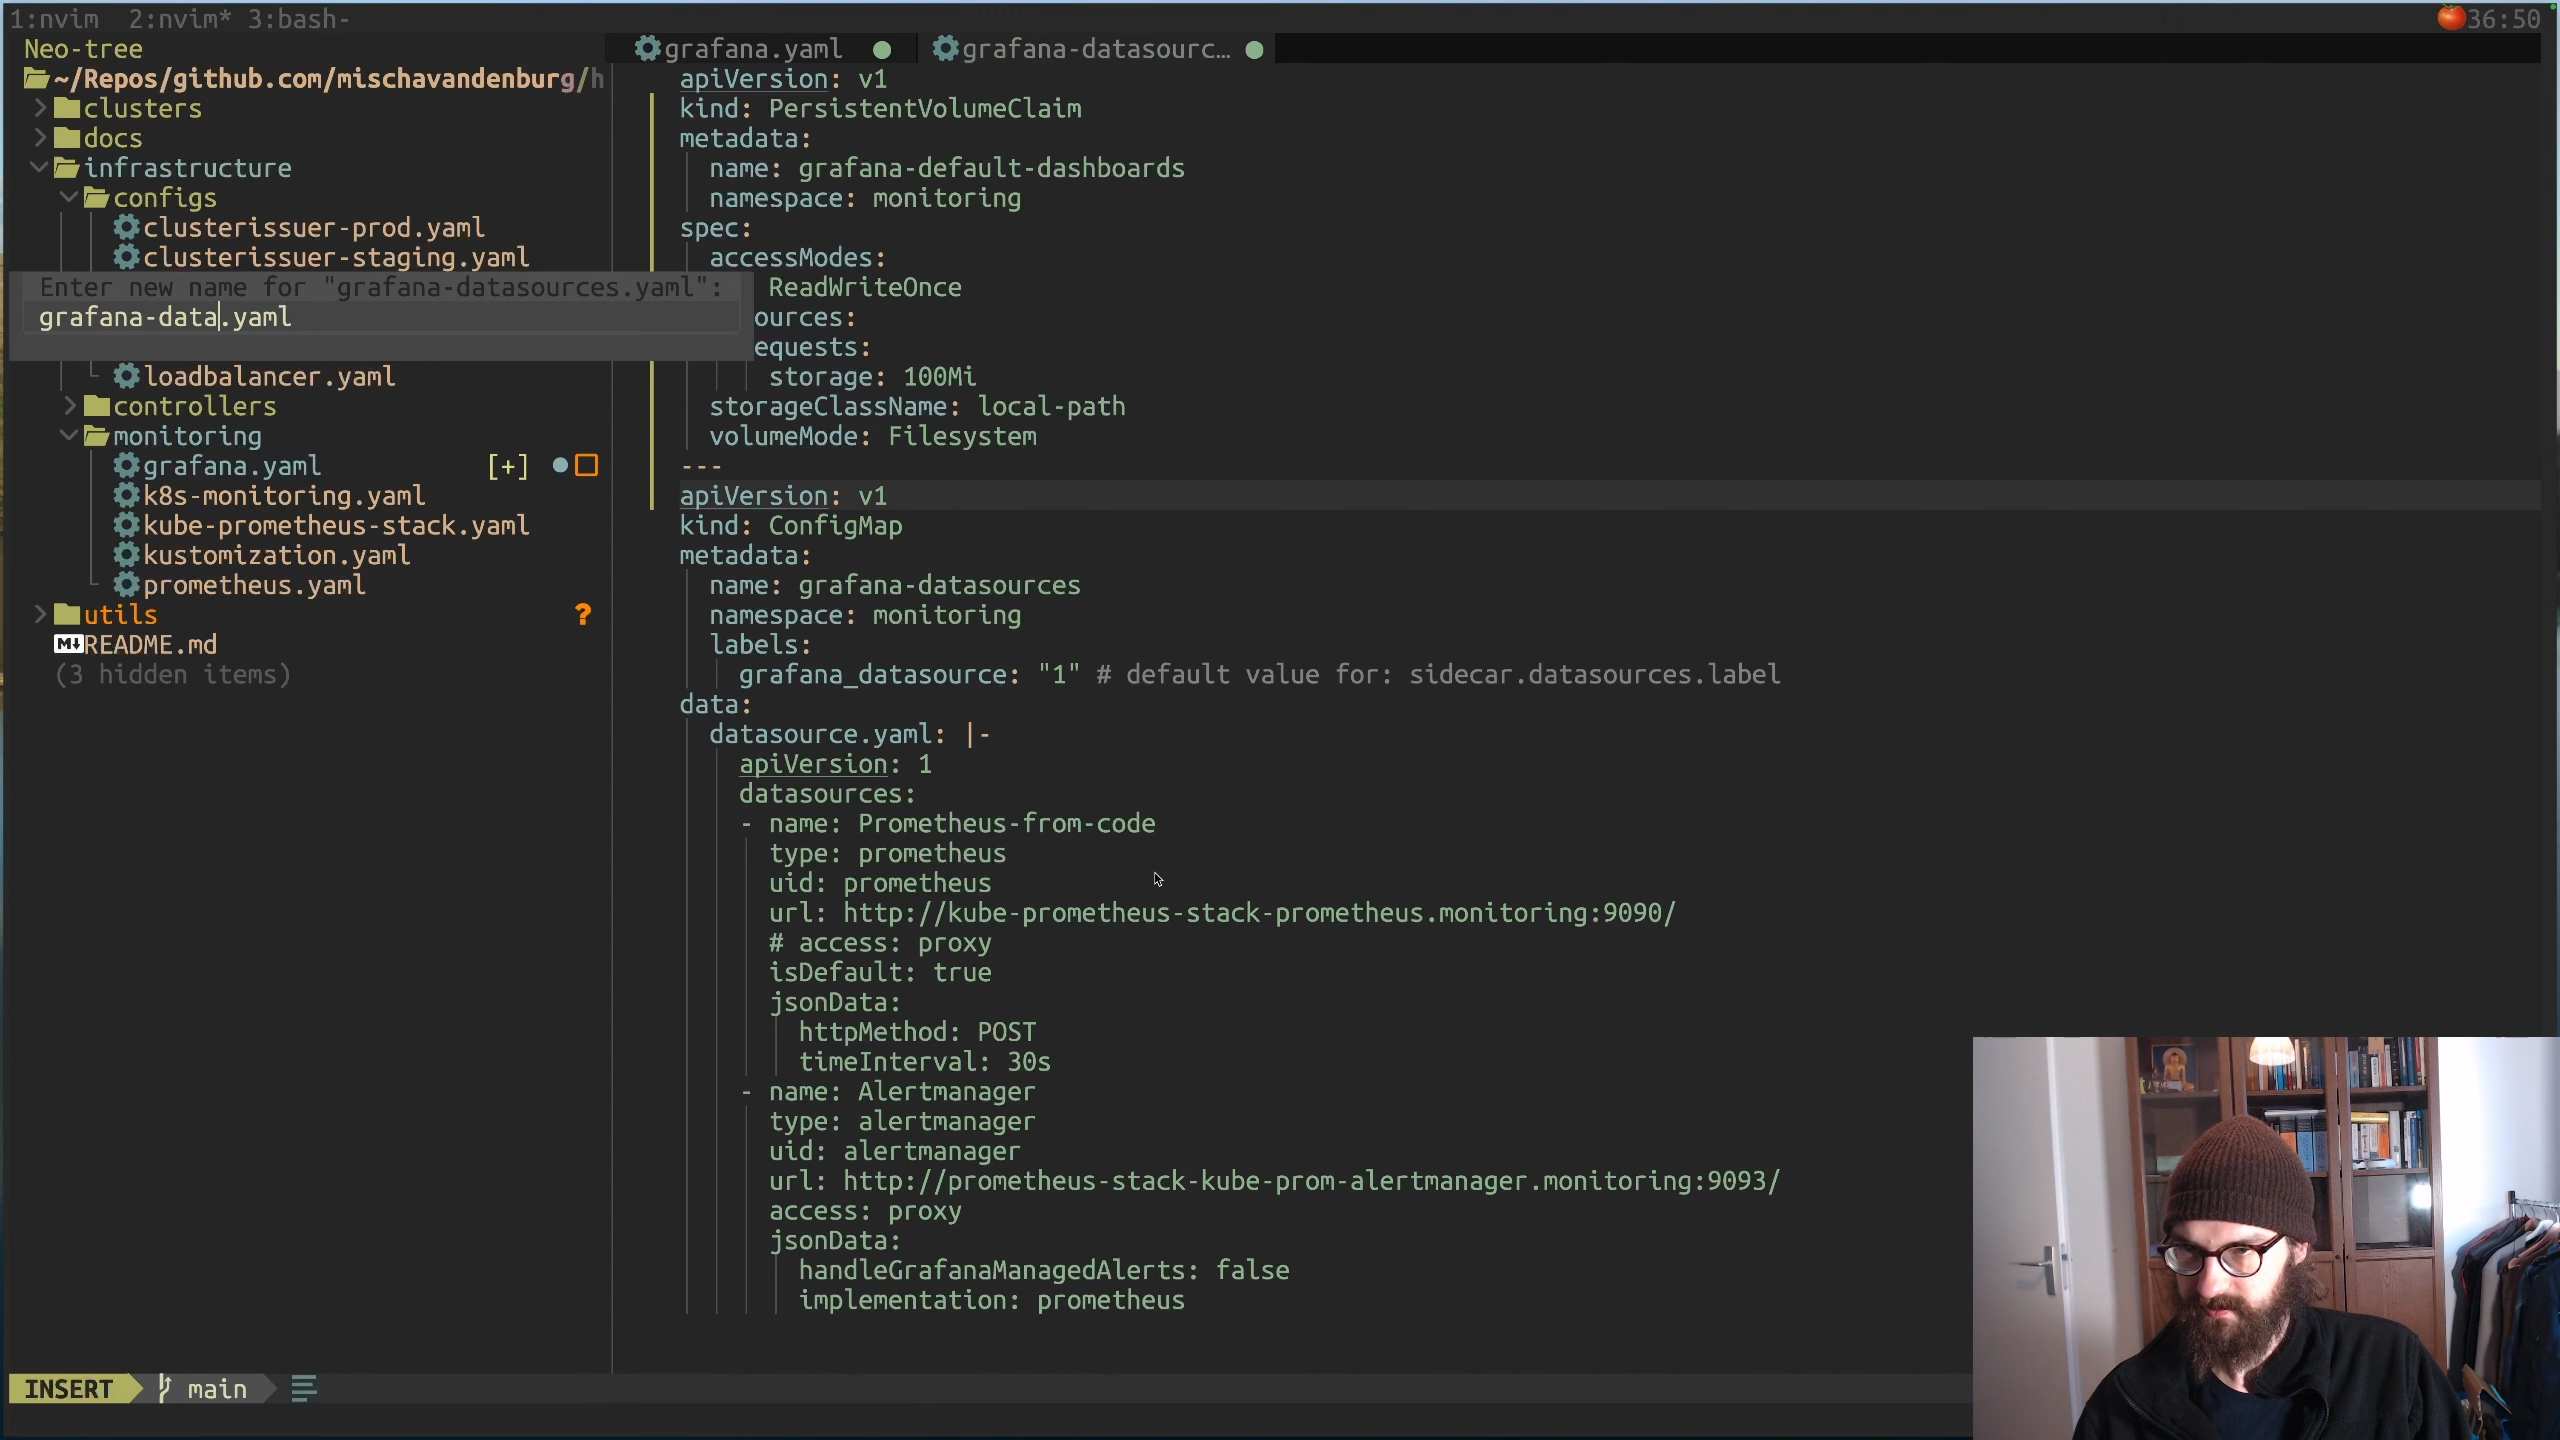 1:nvim 2:nvim* 3:bash-
36:50
Neo-tree
~/Repos/github.com/mischavandenburg/h
clusters
docs
infrastructure
configs
clusterissuer-prod.yaml
clusterissuer-staging.yaml
Enter new name for "grafana-datasources.yaml":
grafana-data.yaml
loadbalancer.yaml
controllers
monitoring
grafana.yaml [+]
k8s-monitoring.yaml
kube-prometheus-stack.yaml
kustomization.yaml
prometheus.yaml
utils ?
M↓ README.md
(3 hidden items)
grafana.yaml
grafana-datasourc…
apiVersion: v1
kind: PersistentVolumeClaim
metadata:
name: grafana-default-dashboards
namespace: monitoring
spec:
accessModes:
ReadWriteOnce
ources:
equests:
storage: 100Mi
storageClassName: local-path
volumeMode: Filesystem
---
apiVersion: v1
kind: ConfigMap
metadata:
name: grafana-datasources
namespace: monitoring
labels:
grafana_datasource: "1" # default value for: sidecar.datasources.label
data:
datasource.yaml: |-
apiVersion: 1
datasources:
- name: Prometheus-from-code
type: prometheus
uid: prometheus
url: http://kube-prometheus-stack-prometheus.monitoring:9090/
# access: proxy
isDefault: true
jsonData:
httpMethod: POST
timeInterval: 30s
- name: Alertmanager
type: alertmanager
uid: alertmanager
url: http://prometheus-stack-kube-prom-alertmanager.monitoring:9093/
access: proxy
jsonData:
handleGrafanaManagedAlerts: false
implementation: prometheus
INSERT main